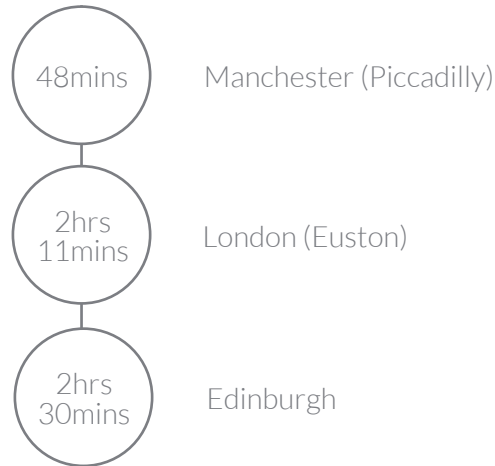 48mins
Manchester (Piccadilly)
2hrs
11mins
London (Euston)
2hrs
30mins
Edinburgh